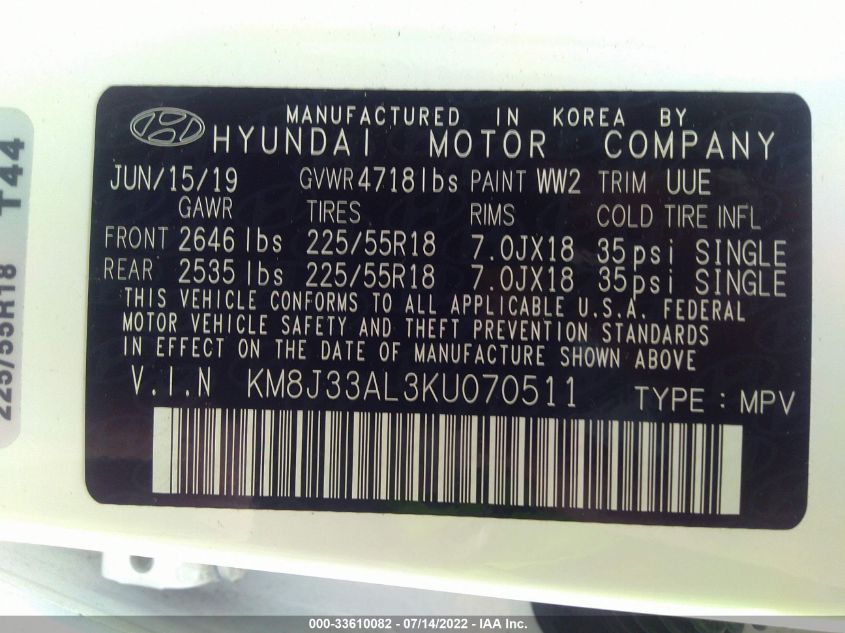 MANUFACTURED IN KOREA BY
HYUNDAI MOTOR COMPANY
JUN/15/19 GVWR 4718lbs PAINT WW2 TRIM UUE
GAWR TIRES RIMS COLD TIRE INFL
FRONT 2646 lbs 225/55R18 7.0JX18 35psi SINGLE
REAR 2535 lbs 225/55R18 7.0JX18 35psi SINGLE
THIS VEHICLE CONFORMS TO ALL APPLICABLE U.S.A. FEDERAL
MOTOR VEHICLE SAFETY AND THEFT PREVENTION STANDARDS
IN EFFECT ON THE DATE OF MANUFACTURE SHOWN ABOVE.
V.I.N KM8J33AL3KU070511 TYPE : MPV
225/55R18 T44
000-33610082 - 07/14/2022 - IAA Inc.